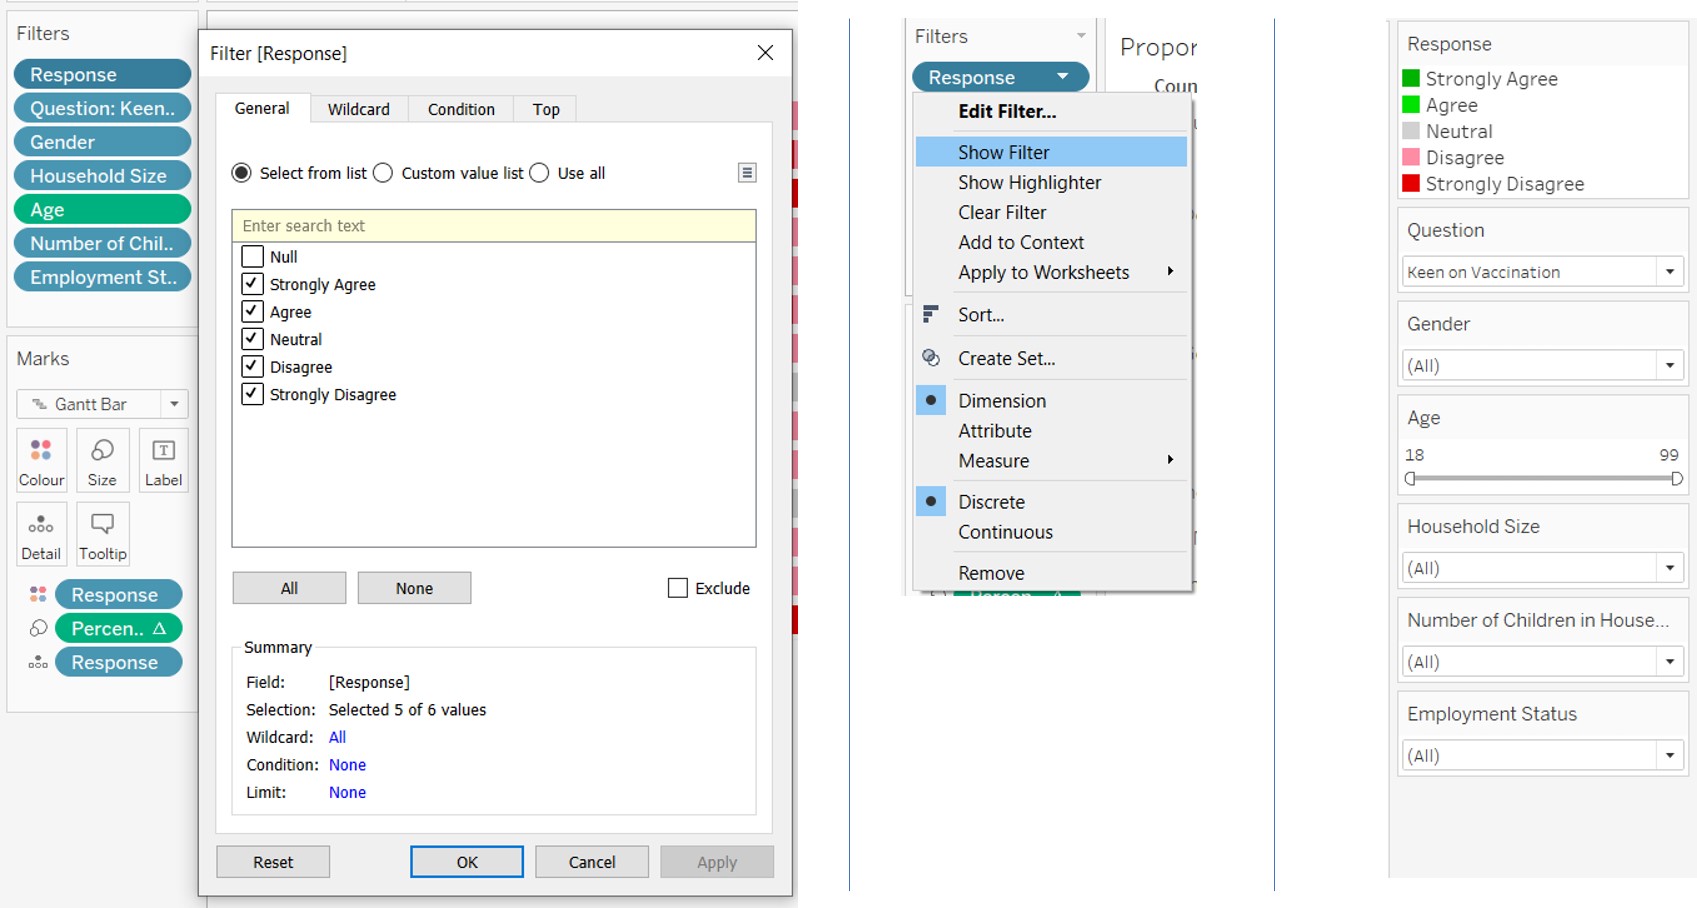 Filters
Response
Question: Keen..
Gender
Household Size
Age
Number of Chil..
Employment St..
Marks
Gantt Bar
Colour Size Label
Detail Tooltip
Response
Percen.. Δ
Response
Filter [Response]
General Wildcard Condition Top
Select from list Custom value list Use all
Enter search text
Null
Strongly Agree
Agree
Neutral
Disagree
Strongly Disagree
All None Exclude
Summary
Field: [Response]
Selection: Selected 5 of 6 values
Wildcard: All
Condition: None
Limit: None
Reset OK Cancel Apply
Filters
Response
Propor
Coun
Edit Filter...
Show Filter
Show Highlighter
Clear Filter
Add to Context
Apply to Worksheets
Sort...
Create Set...
Dimension
Attribute
Measure
Discrete
Continuous
Remove
Response
Strongly Agree
Agree
Neutral
Disagree
Strongly Disagree
Question
Keen on Vaccination
Gender
(All)
Age
18 99
Household Size
(All)
Number of Children in House...
(All)
Employment Status
(All)